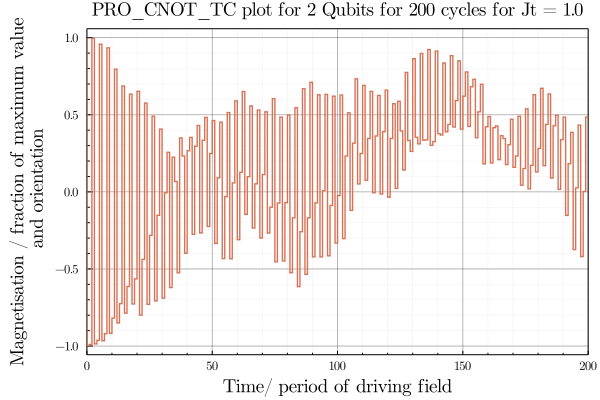 PRO_CNOT_TC plot for 2 Qubits for 200 cycles for Jt = 1.0
Magnetisation / fraction of maximum value
and orientation
1.0
0.5
0.0
−0.5
−1.0
0
50
100
150
200
Time/ period of driving field